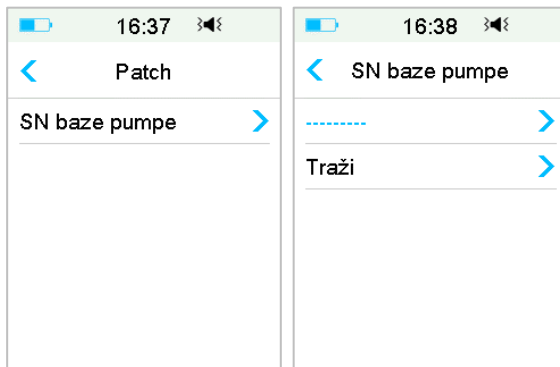 16:37
Patch
SN baze pumpe
16:38
SN baze pumpe
---------
Traži